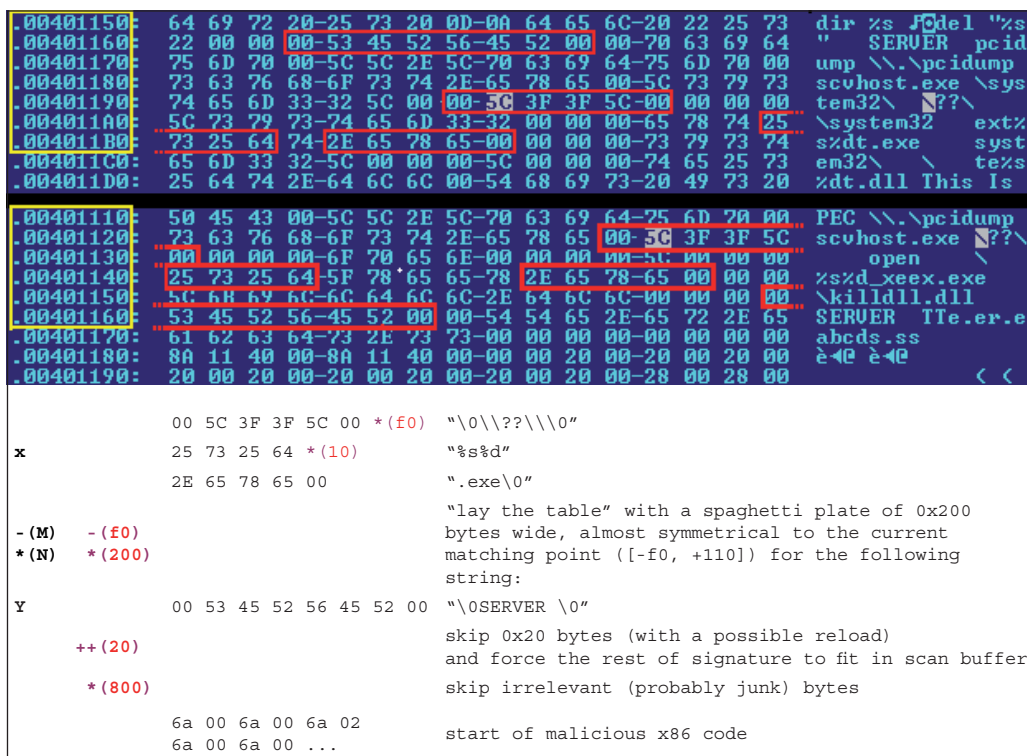 .00401150: 64 69 72 20-25 73 20 0D-0A 64 65 6C-20 22 25 73 dir %s ♪◙del "%s
.00401160: 22 00 00 00-53 45 52 56-45 52 00 00-70 63 69 64 " SERVER pcid
.00401170: 75 6D 70 00-5C 5C 2E 5C-70 63 69 64-75 6D 70 00 ump \\.\pcidump
.00401180: 73 63 76 68-6F 73 74 2E-65 78 65 00-5C 73 79 73 scvhost.exe \sys
.00401190: 74 65 6D 33-32 5C 00 00-5C 3F 3F 5C-00 00 00 00 tem32\ \??\
.004011A0: 5C 73 79 73-74 65 6D 33-32 00 00 00-65 78 74 25 \system32 ext%
.004011B0: 73 25 64 74-2E 65 78 65-00 00 00 00-73 79 73 74 s%dt.exe syst
.004011C0: 65 6D 33 32-5C 00 00 00-5C 00 00 00-74 65 25 73 em32\ \ te%s
.004011D0: 25 64 74 2E-64 6C 6C 00-54 68 69 73-20 49 73 20 %dt.dll This Is
.00401110: 50 45 43 00-5C 5C 2E 5C-70 63 69 64-75 6D 70 00 PEC \\.\pcidump
.00401120: 73 63 76 68-6F 73 74 2E-65 78 65 00-5C 3F 3F 5C scvhost.exe \??\
.00401130: 00 00 00 00-6F 70 65 6E-00 00 00 00-5C 00 00 00 open \
.00401140: 25 73 25 64-5F 78 65 65-78 2E 65 78-65 00 00 00 %s%d_xeex.exe
.00401150: 5C 6B 69 6C-6C 64 6C 6C-2E 64 6C 6C-00 00 00 00 \killdll.dll
.00401160: 53 45 52 56-45 52 00 00-54 54 65 2E-65 72 2E 65 SERVER TTe.er.e
.00401170: 61 62 63 64-73 2E 73 73-00 00 00 00-00 00 00 00 abcds.ss
.00401180: 8A 11 40 00-8A 11 40 00-00 00 20 00-20 00 20 00 è◄@ è◄@
.00401190: 20 00 20 00-20 00 20 00-20 00 20 00-28 00 28 00 ( (
00 5C 3F 3F 5C 00 *(f0) “\0\\??\\\0”
x 25 73 25 64 *(10) “%s%d”
2E 65 78 65 00 “.exe\0”
“lay the table” with a spaghetti plate of 0x200
-(M) -(f0) bytes wide, almost symmetrical to the current
*(N) *(200) matching point ([-f0, +110]) for the following
string:
Y 00 53 45 52 56 45 52 00 “\0SERVER \0”
++(20) skip 0x20 bytes (with a possible reload)
and force the rest of signature to fit in scan buffer
*(800) skip irrelevant (probably junk) bytes
6a 00 6a 00 6a 02
6a 00 6a 00 ... start of malicious x86 code